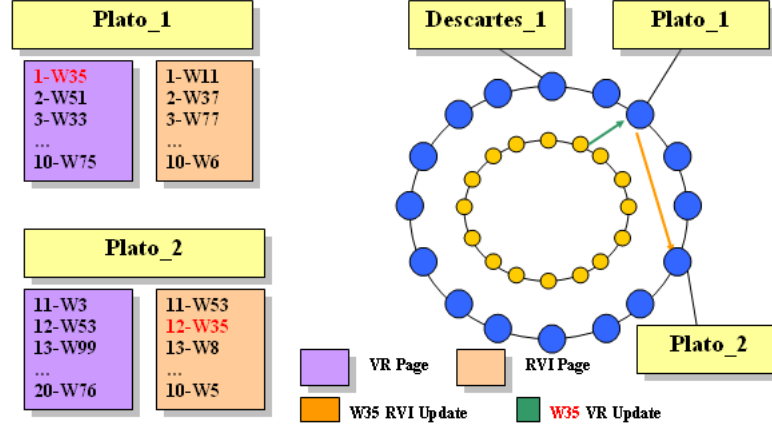 Plato_1
1-W35
2-W51
3-W33
...
10-W75
1-W11
2-W37
3-W77
...
10-W6
Plato_2
11-W3
12-W53
13-W99
...
20-W76
11-W53
12-W35
13-W8
...
10-W5
Descartes_1
Plato_1
Plato_2
VR Page
RVI Page
W35 RVI Update
W35 VR Update